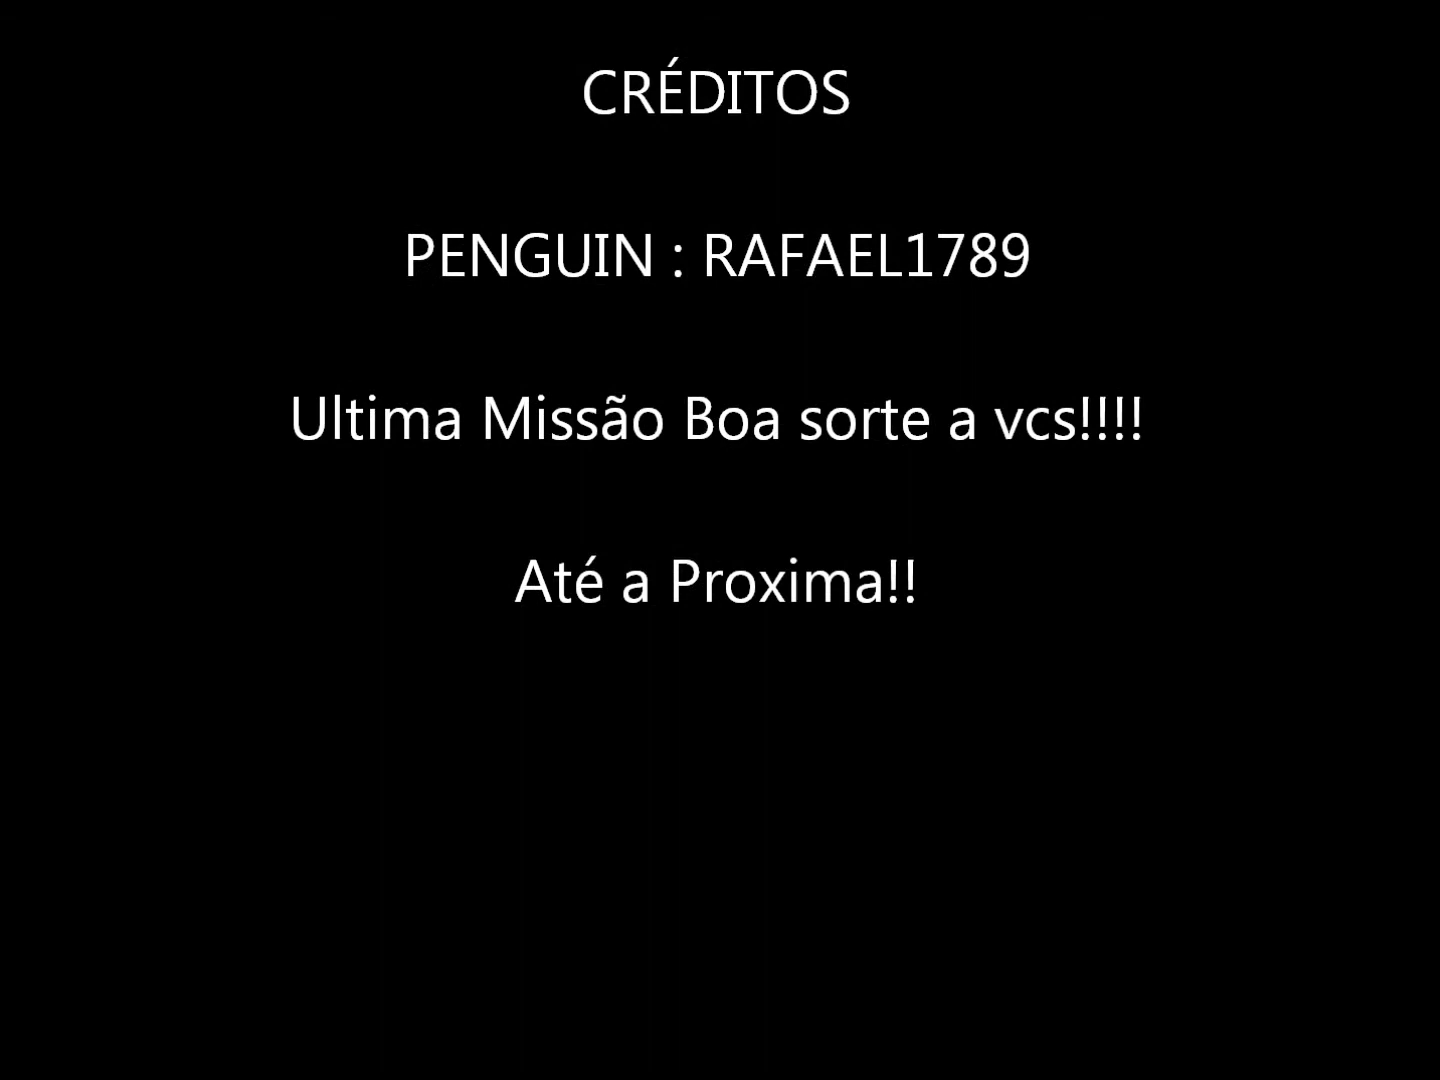 CRÉDITOS
PENGUIN : RAFAEL1789
Ultima Missão Boa sorte a vcs!!!!
Até a Proxima!!